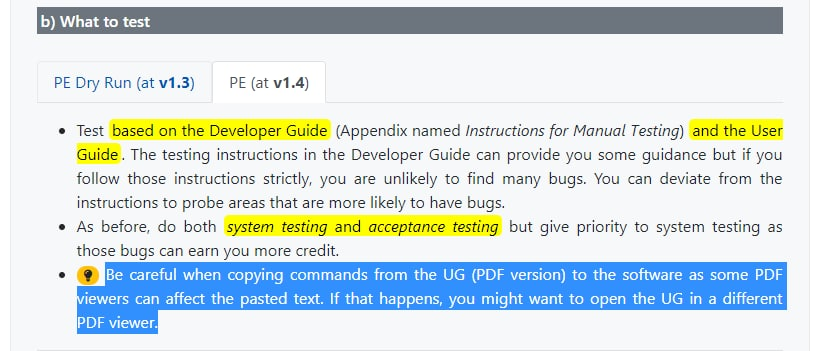 b) What to test
PE Dry Run (at v1.3) PE (at v1.4)
• Test based on the Developer Guide (Appendix named Instructions for Manual Testing) and the User
Guide. The testing instructions in the Developer Guide can provide you some guidance but if you
follow those instructions strictly, you are unlikely to find many bugs. You can deviate from the
instructions to probe areas that are more likely to have bugs.
• As before, do both system testing and acceptance testing but give priority to system testing as
those bugs can earn you more credit.
• Be careful when copying commands from the UG (PDF version) to the software as some PDF
viewers can affect the pasted text. If that happens, you might want to open the UG in a different
PDF viewer.